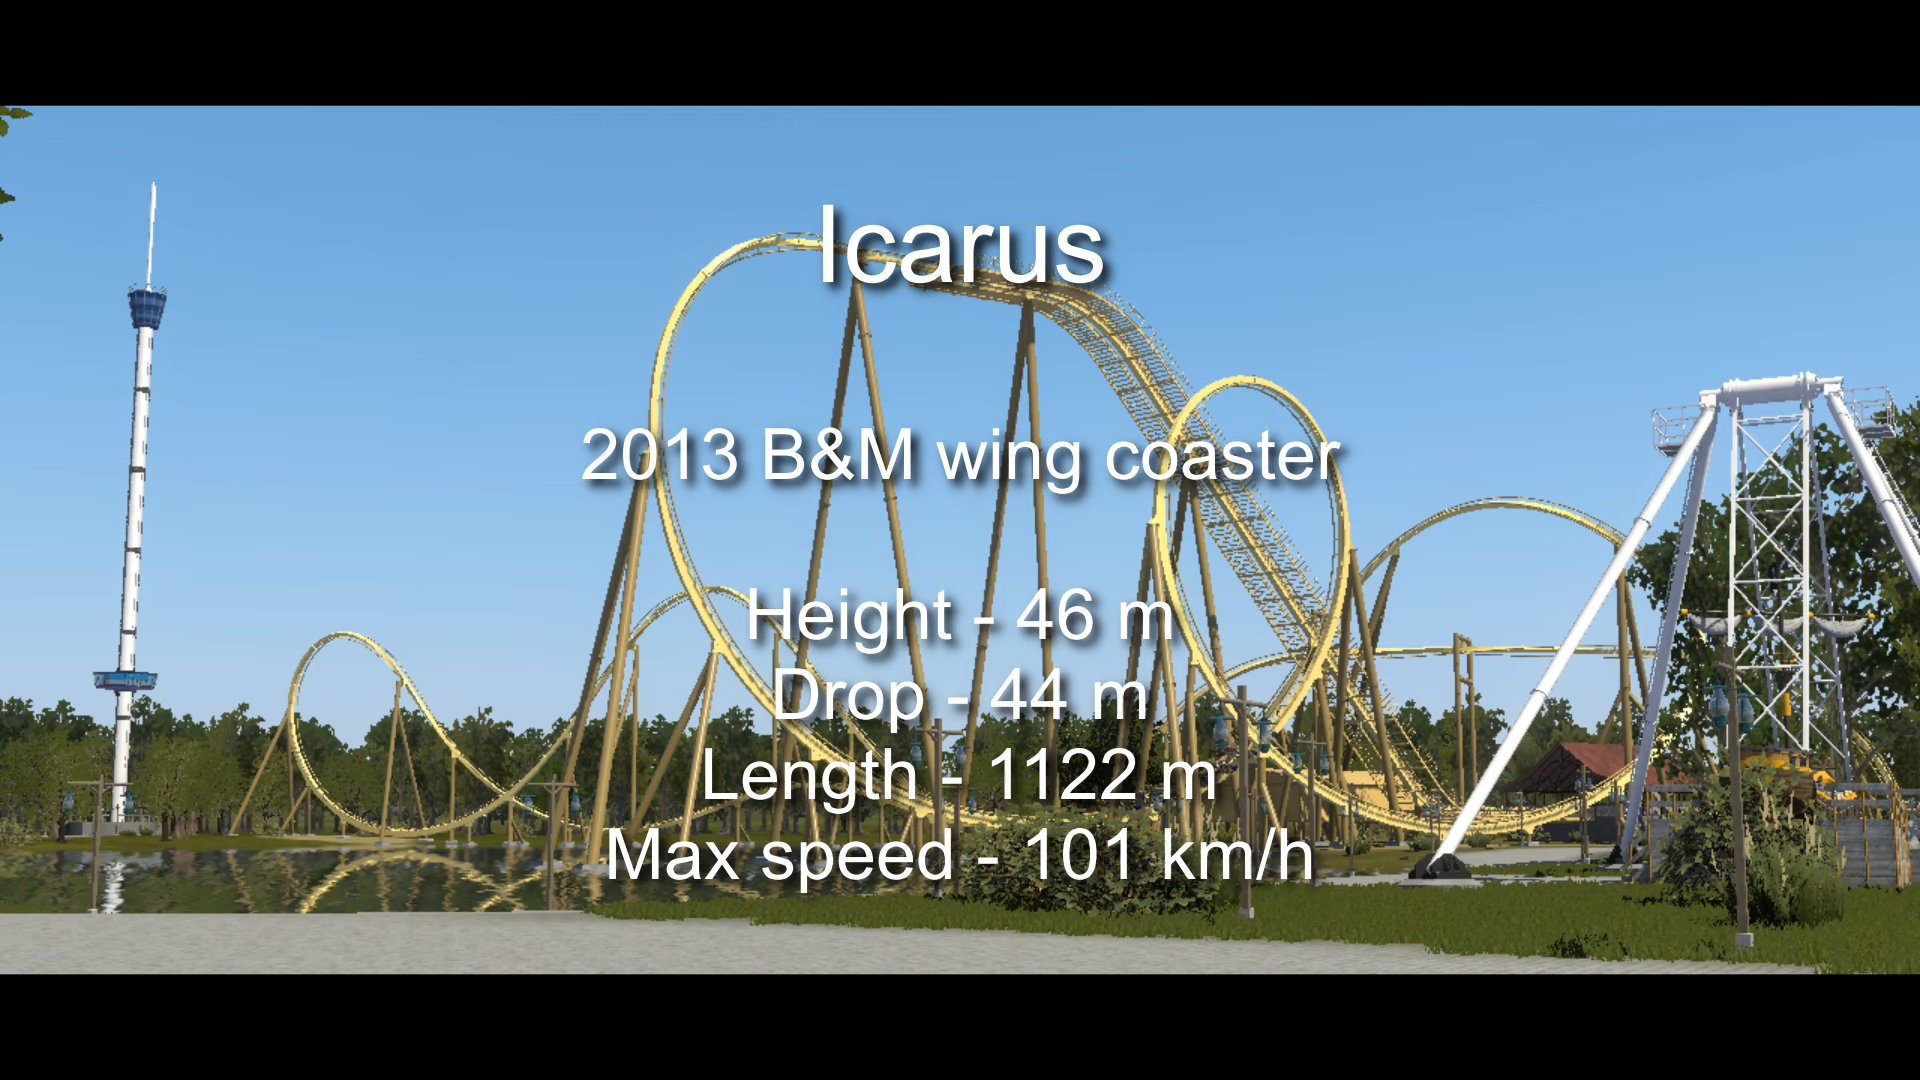 Icarus
2013 B&M wing coaster
Height - 46 m
Drop - 44 m
Length - 1122 m
Max speed - 101 km/h